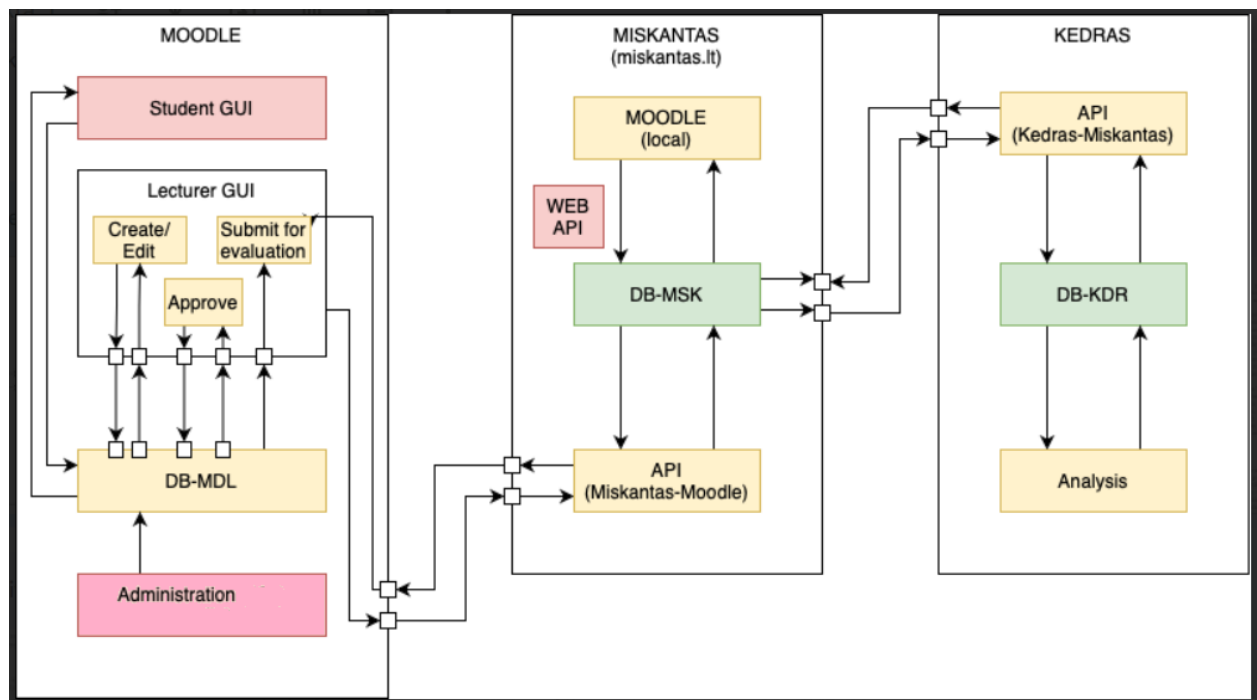 MOODLE
Student GUI
Lecturer GUI
Create/
Edit
Submit for
evaluation
Approve
DB-MDL
Administration
MISKANTAS
(miskantas.lt)
MOODLE
(local)
WEB
API
DB-MSK
API
(Miskantas-Moodle)
KEDRAS
API
(Kedras-Miskantas)
DB-KDR
Analysis